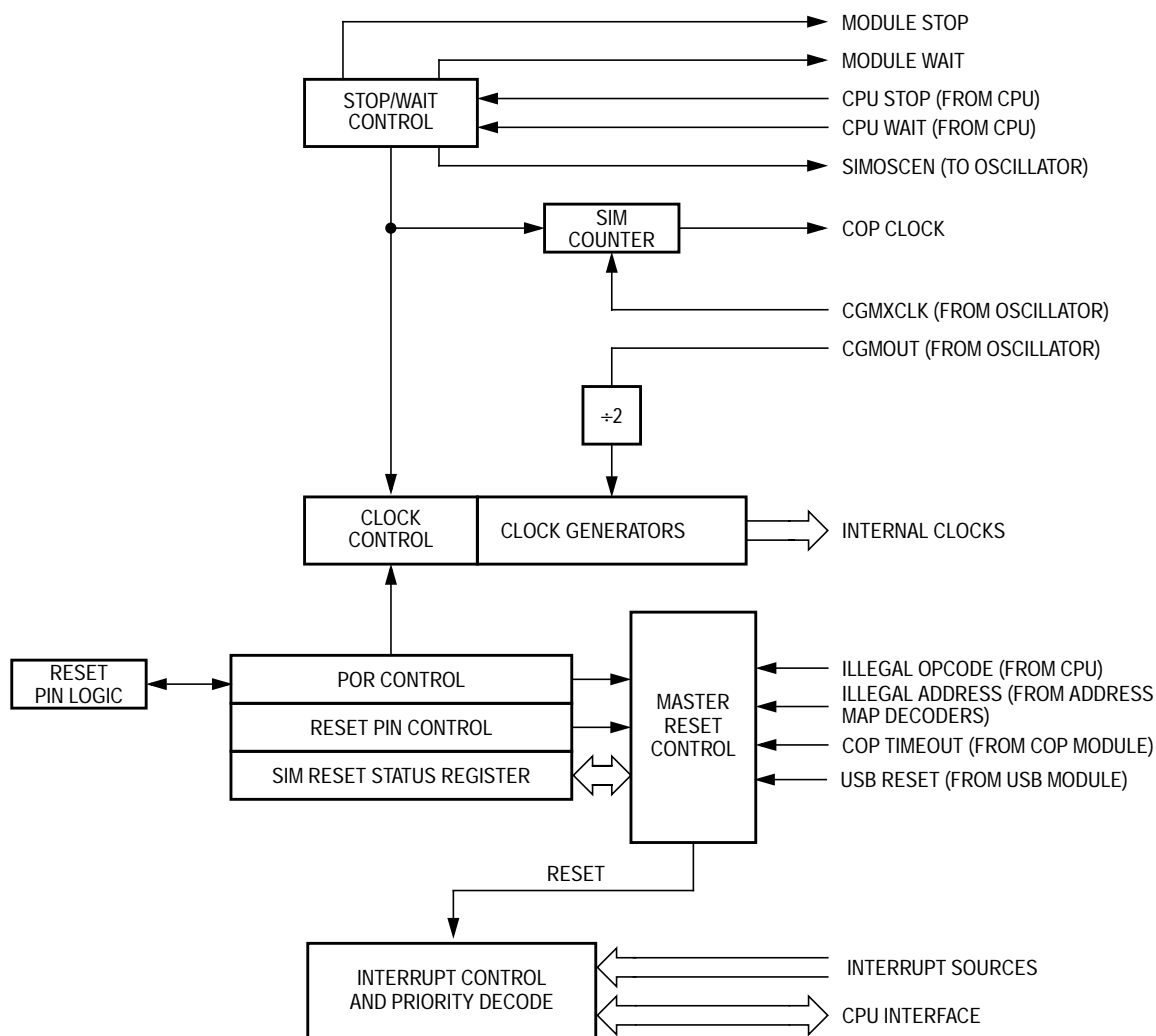 MODULE STOP
MODULE WAIT
STOP/WAIT
CONTROL
CPU STOP (FROM CPU)
CPU WAIT (FROM CPU)
SIMOSCEN (TO OSCILLATOR)
SIM
COUNTER
COP CLOCK
CGMXCLK (FROM OSCILLATOR)
CGMOUT (FROM OSCILLATOR)
÷2
CLOCK
CONTROL
CLOCK GENERATORS
INTERNAL CLOCKS
RESET
PIN LOGIC
POR CONTROL
RESET PIN CONTROL
SIM RESET STATUS REGISTER
MASTER
RESET
CONTROL
ILLEGAL OPCODE (FROM CPU)
ILLEGAL ADDRESS (FROM ADDRESS
MAP DECODERS)
COP TIMEOUT (FROM COP MODULE)
USB RESET (FROM USB MODULE)
RESET
INTERRUPT CONTROL
AND PRIORITY DECODE
INTERRUPT SOURCES
CPU INTERFACE